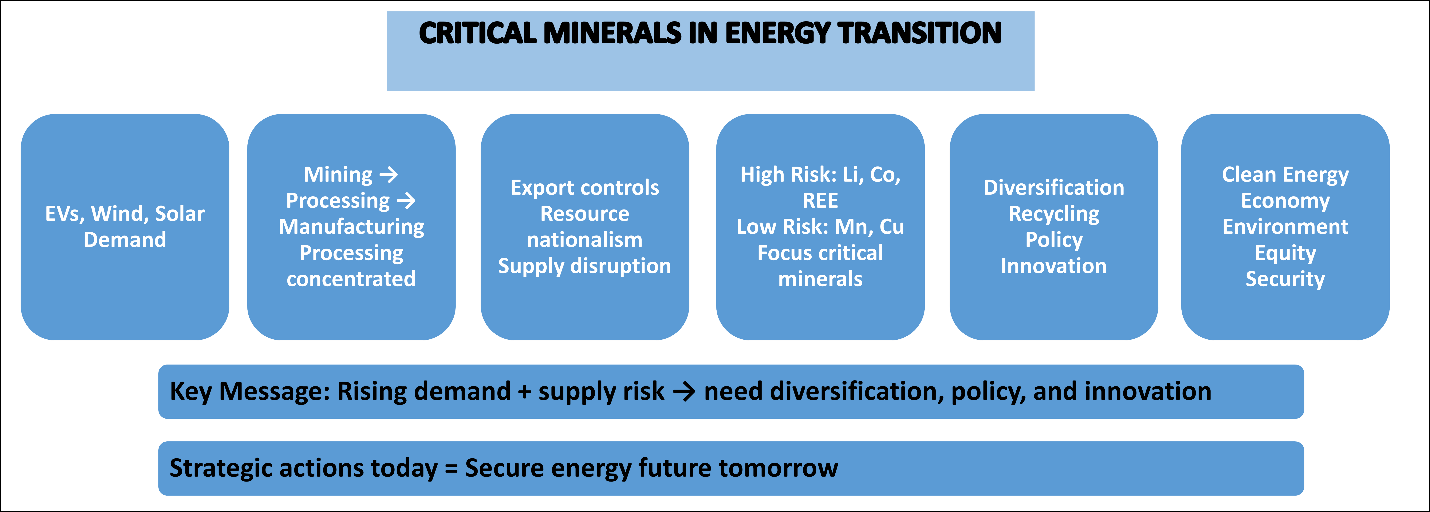 CRITICAL MINERALS IN ENERGY TRANSITION
EVs, Wind, Solar
Demand
Mining →
Processing →
Manufacturing
Processing
concentrated
Export controls
Resource
nationalism
Supply disruption
High Risk: Li, Co,
REE
Low Risk: Mn, Cu
Focus critical
minerals
Diversification
Recycling
Policy
Innovation
Clean Energy
Economy
Environment
Equity
Security
Key Message: Rising demand + supply risk → need diversification, policy, and innovation
Strategic actions today = Secure energy future tomorrow